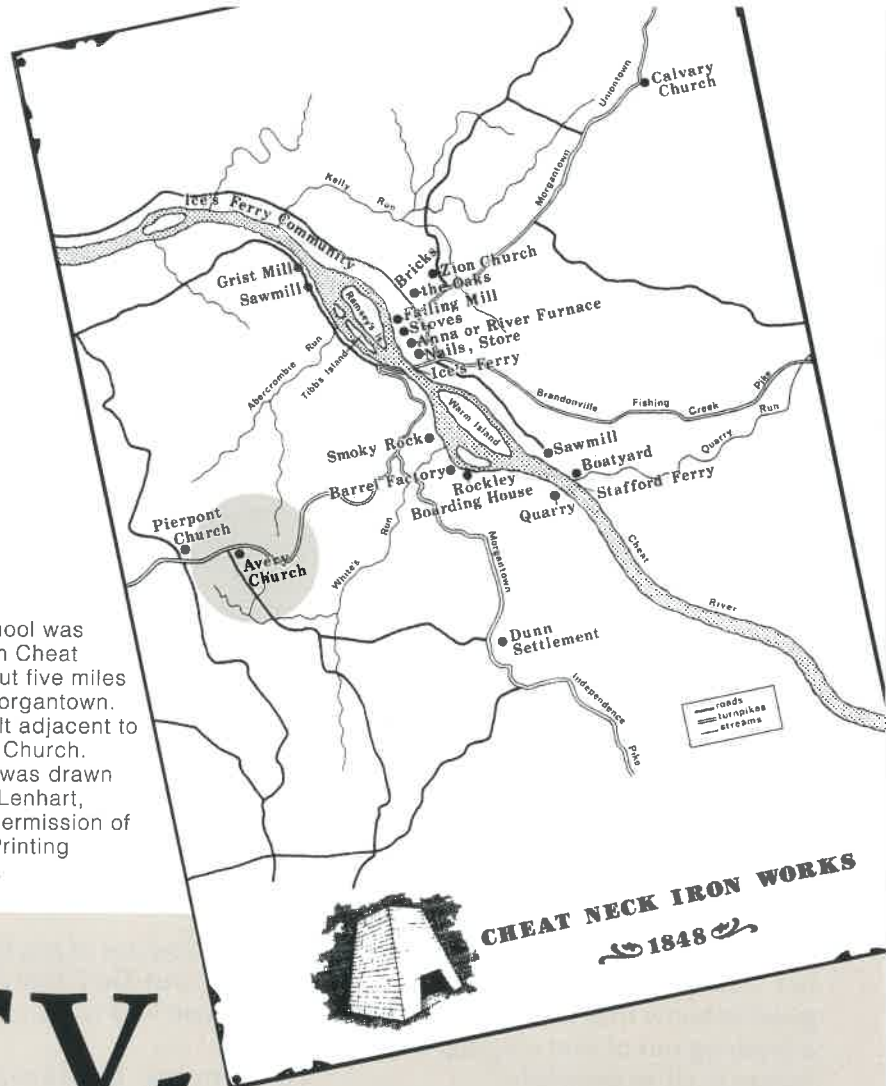 Calvary
Church
Uniontown
Morgantown
Kelly
Run
Ice's Ferry Community
Bricks
Zion Church
the Oaks
Grist Mill
Sawmill
Ramsey's
Failing Mill
Stoves
Anna or River Furnace
Nails, Store
Ice's Ferry
Abercrombie Run
Tibbs Island
Brandonville Fishing Creek Pike
Warm Island
Quarry Run
Smoky Rock
Sawmill
Boatyard
Barrel Factory
Rockley
Boarding House
Stafford Ferry
Quarry
Pierpont
Church
Avery
Church
White's Run
Morgantown
Cheat
River
Dunn
Settlement
Independence
Pike
roads
turnpikes
streams
ool was
n Cheat
ut five miles
organtown.
lt adjacent to
Church.
was drawn
Lenhart,
ermission of
rinting
CHEAT NECK IRON WORKS
1848